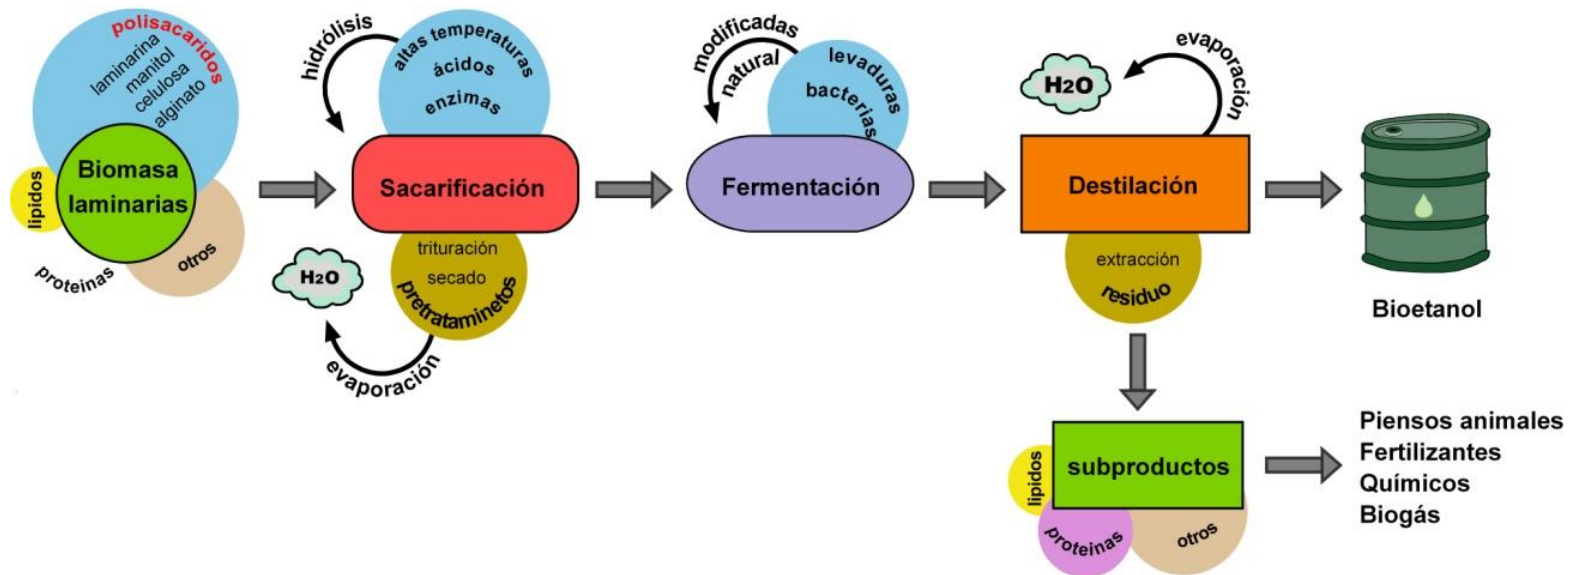 polisacaridos
laminarina
manitol
celulosa
alginato
Biomasa
laminarias
lipidos
proteinas
otros
hidrólisis
altas temperaturas
ácidos
enzimas
Sacarificación
trituración
secado
pretrataminetos
H2O
evaporación
modificadas
natural
levaduras
bacterias
Fermentación
H2O
evaporación
Destilación
extracción
residuo
Bioetanol
subproductos
lipidos
proteinas
otros
Piensos animales
Fertilizantes
Químicos
Biogás